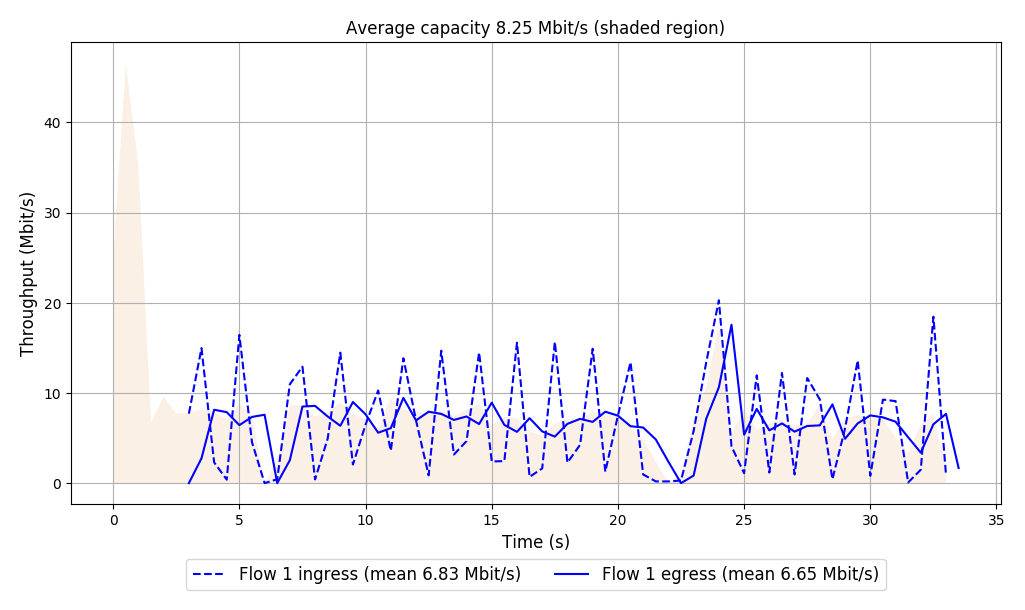 Average capacity 8.25 Mbit/s (shaded region)
Throughput (Mbit/s)
40
30
20
10
0
0 5 10 15 20 25 30 35
Time (s)
Flow 1 ingress (mean 6.83 Mbit/s) Flow 1 egress (mean 6.65 Mbit/s)